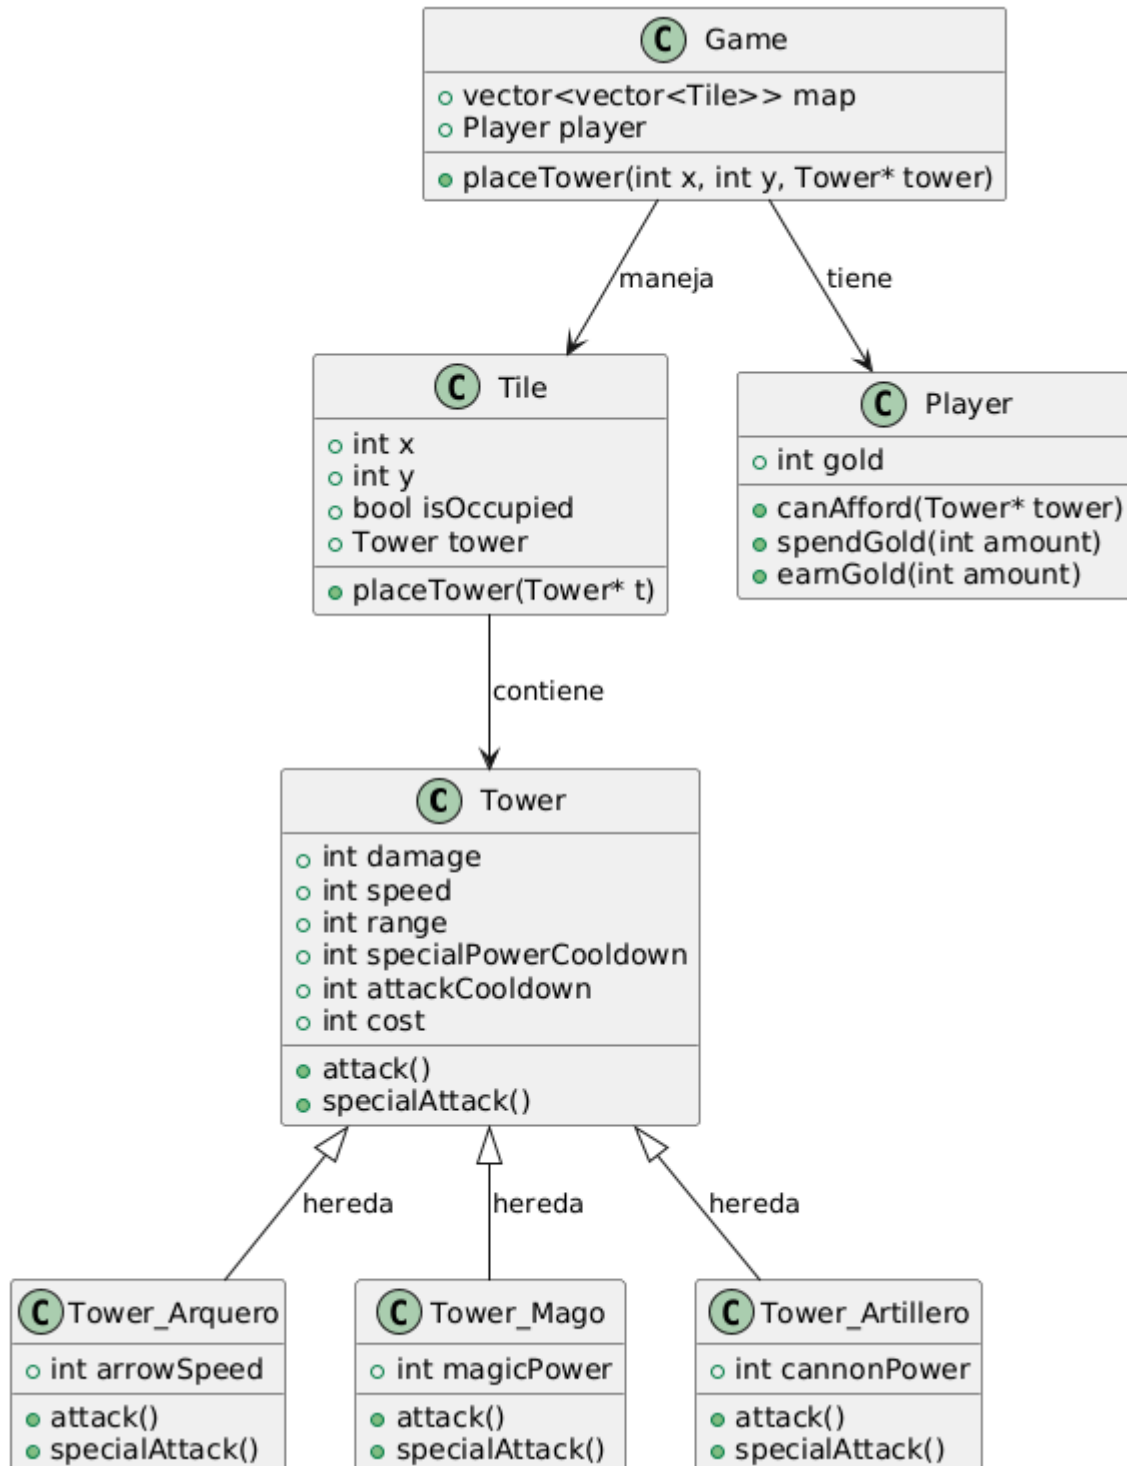 C Game
vector<vector<Tile>> map
Player player
placeTower(int x, int y, Tower* tower)
maneja
tiene
C Tile
int x
int y
bool isOccupied
Tower tower
placeTower(Tower* t)
C Player
int gold
canAfford(Tower* tower)
spendGold(int amount)
earnGold(int amount)
contiene
C Tower
int damage
int speed
int range
int specialPowerCooldown
int attackCooldown
int cost
attack()
specialAttack()
hereda
hereda
hereda
C Tower_Arquero
int arrowSpeed
attack()
specialAttack()
C Tower_Mago
int magicPower
attack()
specialAttack()
C Tower_Artillero
int cannonPower
attack()
specialAttack()